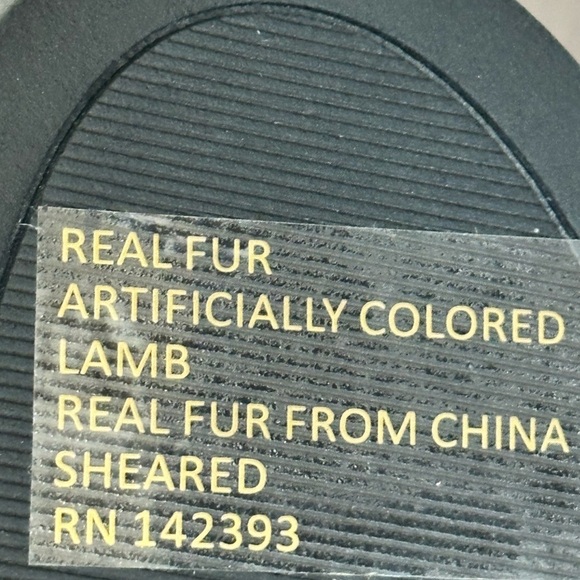 REAL FUR
ARTIFICIALLY COLORED
LAMB
REAL FUR FROM CHINA
SHEARED
RN 142393